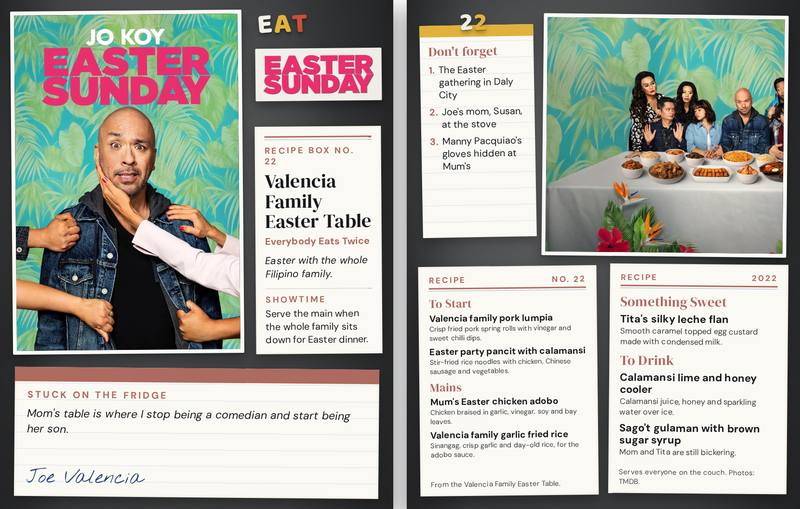 JO KOY
EASTER
SUNDAY
EAT
EASTER
SUNDAY
RECIPE BOX NO.
22
Valencia
Family
Easter Table
Everybody Eats Twice
Easter with the whole
Filipino family.
SHOWTIME
Serve the main when
the whole family sits
down for Easter dinner.
STUCK ON THE FRIDGE
Mom's table is where I stop being a comedian and start being
her son.
Joe Valencia
22
Don't forget
1. The Easter
gathering in Daly
City
2. Joe's mom, Susan,
at the stove
3. Manny Pacquiao's
gloves hidden at
Mum's
RECIPE NO. 22
To Start
Valencia family pork lumpia
Crisp fried pork spring rolls with vinegar and
sweet chilli dips.
Easter party pancit with calamansi
Stir-fried rice noodles with chicken, Chinese
sausage and vegetables.
Mains
Mum's Easter chicken adobo
Chicken braised in garlic, vinegar, soy and bay
leaves.
Valencia family garlic fried rice
Sinangag, crisp garlic and day-old rice, for the
adobo sauce.
From the Valencia Family Easter Table.
RECIPE 2022
Something Sweet
Tita's silky leche flan
Smooth caramel topped egg custard
made with condensed milk.
To Drink
Calamansi lime and honey
cooler
Calamansi juice, honey and sparkling
water over ice.
Sago't gulaman with brown
sugar syrup
Mom and Tita are still bickering.
Serves everyone on the couch. Photos:
TMDB.